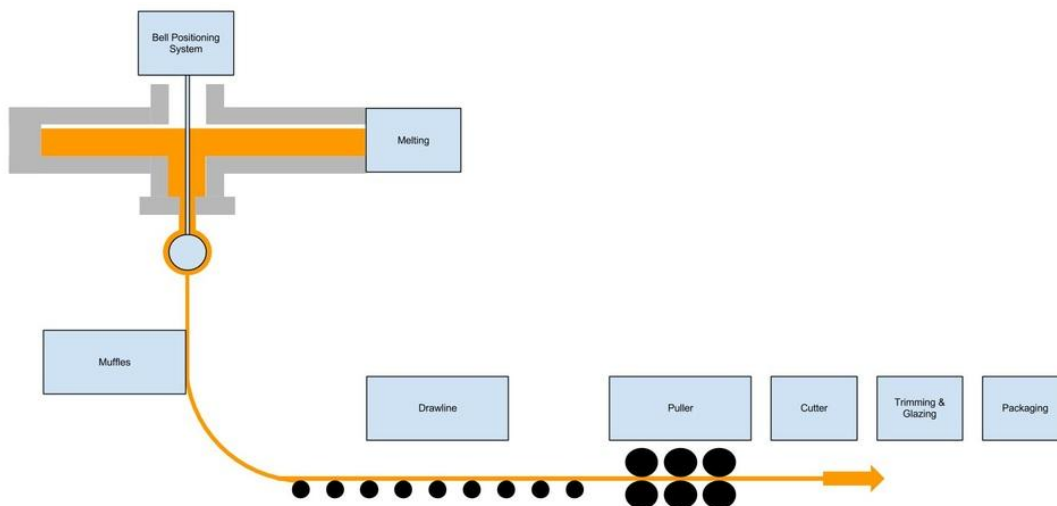 Bell Positioning
System
Melting
Muffles
Drawline
Puller
Cutter
Trimming &
Glazing
Packaging